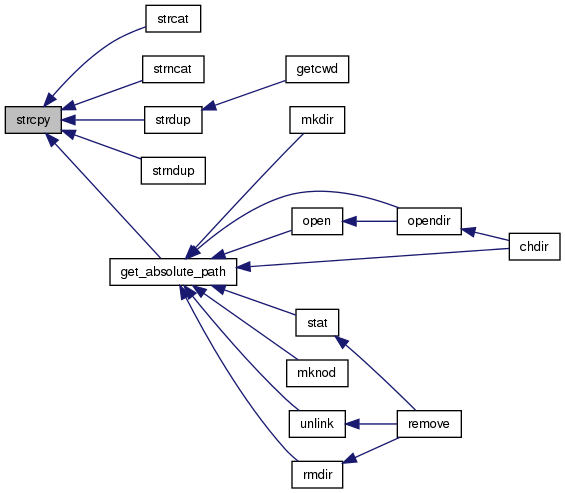 strcat
strncat
getcwd
strcpy
strdup
mkdir
strndup
open
opendir
chdir
get_absolute_path
stat
mknod
unlink
remove
rmdir